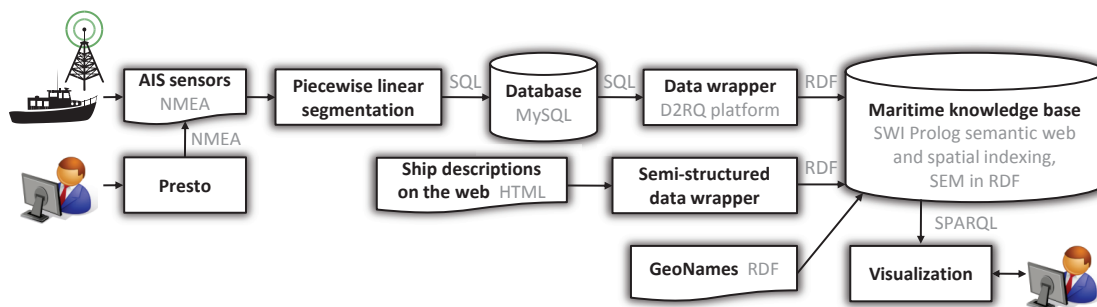 AIS sensors
NMEA
Piecewise linear
segmentation
SQL
Database
MySQL
SQL
Data wrapper
D2RQ platform
RDF
Maritime knowledge base
SWI Prolog semantic web
and spatial indexing,
SEM in RDF
NMEA
Presto
Ship descriptions
on the web HTML
Semi-structured
data wrapper
RDF
SPARQL
GeoNames RDF
Visualization